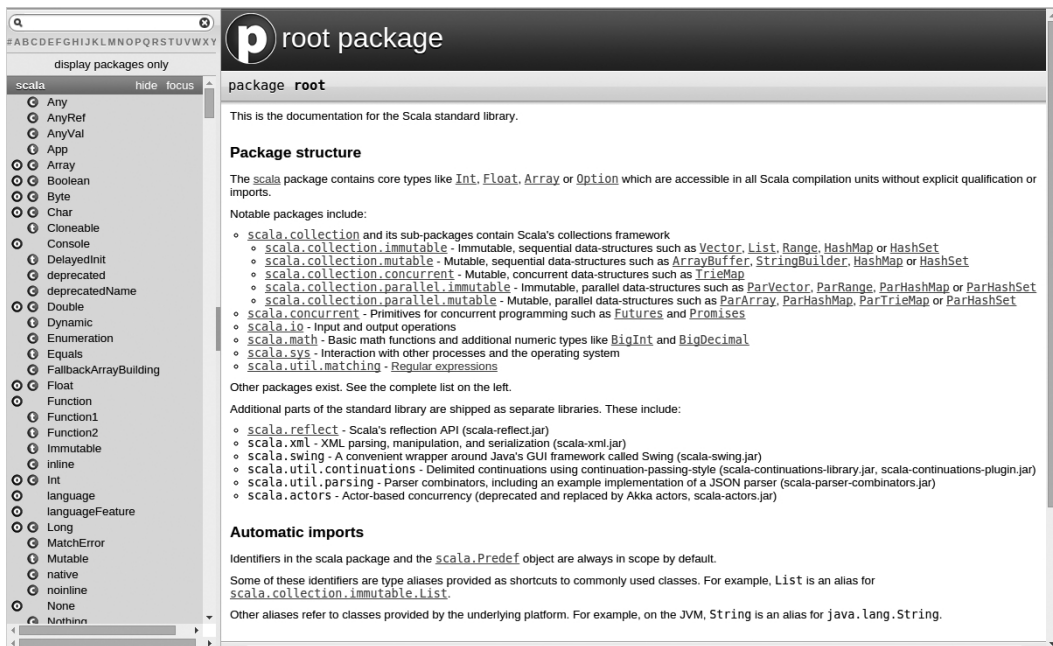 #ABCDEFGHIJKLMNOPQRSTUVWXY
display packages only
scala hide focus
Any
AnyRef
AnyVal
App
Array
Boolean
Byte
Char
Cloneable
Console
DelayedInit
deprecated
deprecatedName
Double
Dynamic
Enumeration
Equals
FallbackArrayBuilding
Float
Function
Function1
Function2
Immutable
inline
Int
language
languageFeature
Long
MatchError
Mutable
native
noinline
None
Nothing
p root package
package root
This is the documentation for the Scala standard library.
Package structure
The scala package contains core types like Int, Float, Array or Option which are accessible in all Scala compilation units without explicit qualification or
imports.
Notable packages include:
scala.collection and its sub-packages contain Scala's collections framework
scala.collection.immutable - Immutable, sequential data-structures such as Vector, List, Range, HashMap or HashSet
scala.collection.mutable - Mutable, sequential data-structures such as ArrayBuffer, StringBuilder, HashMap or HashSet
scala.collection.concurrent - Mutable, concurrent data-structures such as TrieMap
scala.collection.parallel.immutable - Immutable, parallel data-structures such as ParVector, ParRange, ParHashMap or ParHashSet
scala.collection.parallel.mutable - Mutable, parallel data-structures such as ParArray, ParHashMap, ParTrieMap or ParHashSet
scala.concurrent - Primitives for concurrent programming such as Futures and Promises
scala.io - Input and output operations
scala.math - Basic math functions and additional numeric types like BigInt and BigDecimal
scala.sys - Interaction with other processes and the operating system
scala.util.matching - Regular expressions
Other packages exist. See the complete list on the left.
Additional parts of the standard library are shipped as separate libraries. These include:
scala.reflect - Scala's reflection API (scala-reflect.jar)
scala.xml - XML parsing, manipulation, and serialization (scala-xml.jar)
scala.swing - A convenient wrapper around Java's GUI framework called Swing (scala-swing.jar)
scala.util.continuations - Delimited continuations using continuation-passing-style (scala-continuations-library.jar, scala-continuations-plugin.jar)
scala.util.parsing - Parser combinators, including an example implementation of a JSON parser (scala-parser-combinators.jar)
scala.actors - Actor-based concurrency (deprecated and replaced by Akka actors, scala-actors.jar)
Automatic imports
Identifiers in the scala package and the scala.Predef object are always in scope by default.
Some of these identifiers are type aliases provided as shortcuts to commonly used classes. For example, List is an alias for
scala.collection.immutable.List.
Other aliases refer to classes provided by the underlying platform. For example, on the JVM, String is an alias for java.lang.String.